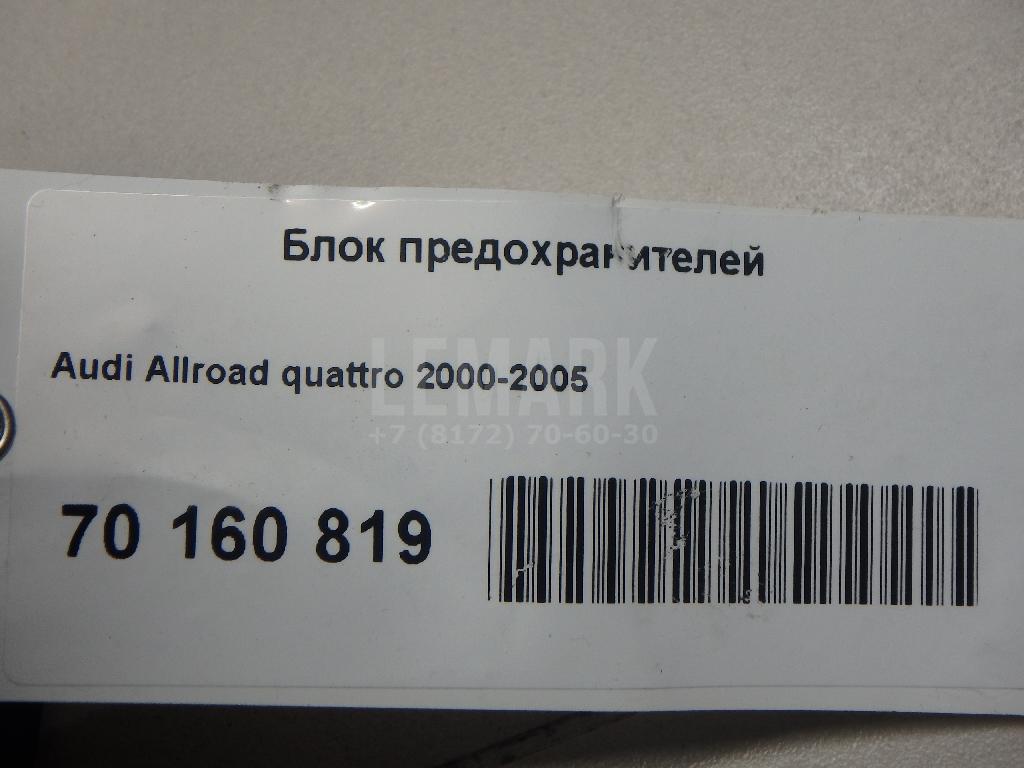 Блок предохранителей
Audi Allroad quattro 2000-2005
LEMARK
+7 (8172) 70-60-30
70 160 819